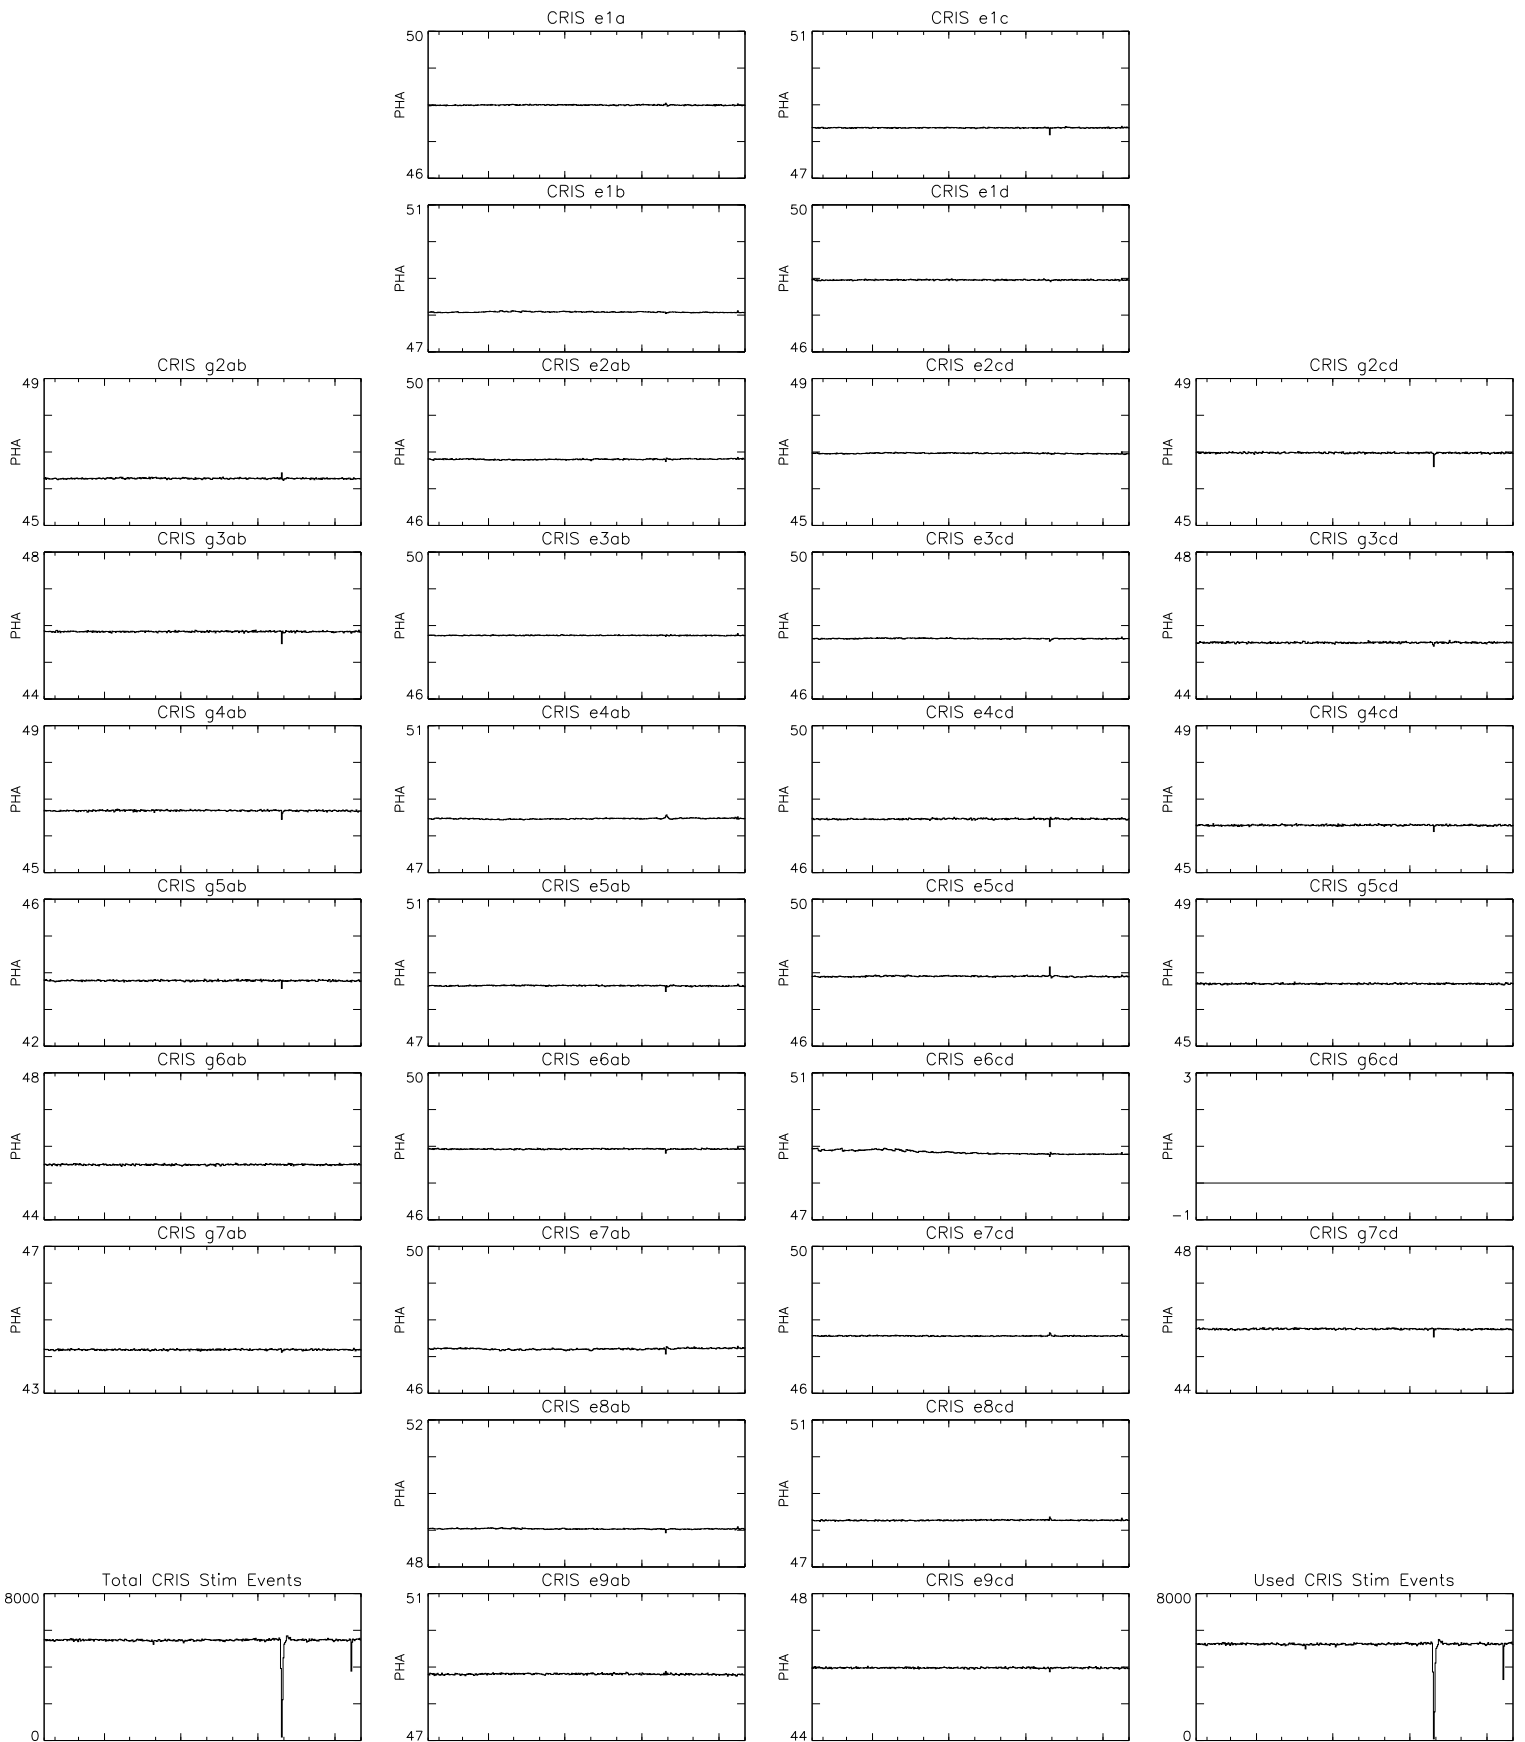 CRIS e1a
50
PHA
46
CRIS e1c
51
PHA
47
CRIS e1b
51
PHA
47
CRIS e1d
50
PHA
46
CRIS g2ab
49
PHA
45
CRIS e2ab
50
PHA
46
CRIS e2cd
49
PHA
45
CRIS g2cd
49
PHA
45
CRIS g3ab
48
PHA
44
CRIS e3ab
50
PHA
46
CRIS e3cd
50
PHA
46
CRIS g3cd
48
PHA
44
CRIS g4ab
49
PHA
45
CRIS e4ab
51
PHA
47
CRIS e4cd
50
PHA
46
CRIS g4cd
49
PHA
45
CRIS g5ab
46
PHA
42
CRIS e5ab
51
PHA
47
CRIS e5cd
50
PHA
46
CRIS g5cd
49
PHA
45
CRIS g6ab
48
PHA
44
CRIS e6ab
50
PHA
46
CRIS e6cd
51
PHA
47
CRIS g6cd
3
PHA
-1
CRIS g7ab
47
PHA
43
CRIS e7ab
50
PHA
46
CRIS e7cd
50
PHA
46
CRIS g7cd
48
PHA
44
CRIS e8ab
52
PHA
48
CRIS e8cd
51
PHA
47
Total CRIS Stim Events
8000
0
CRIS e9ab
51
PHA
47
CRIS e9cd
48
PHA
44
Used CRIS Stim Events
8000
0